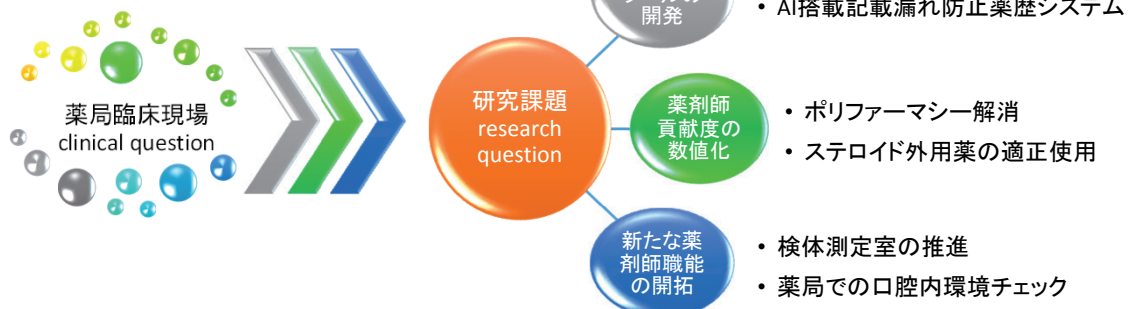 開発
• AI搭載記載漏れ防止薬歴システム
薬局臨床現場
clinical question
研究課題
research
question
薬剤師
貢献度の
数値化
• ポリファーマシー解消
• ステロイド外用薬の適正使用
新たな薬
剤師職能
の開拓
• 検体測定室の推進
• 薬局での口腔内環境チェック